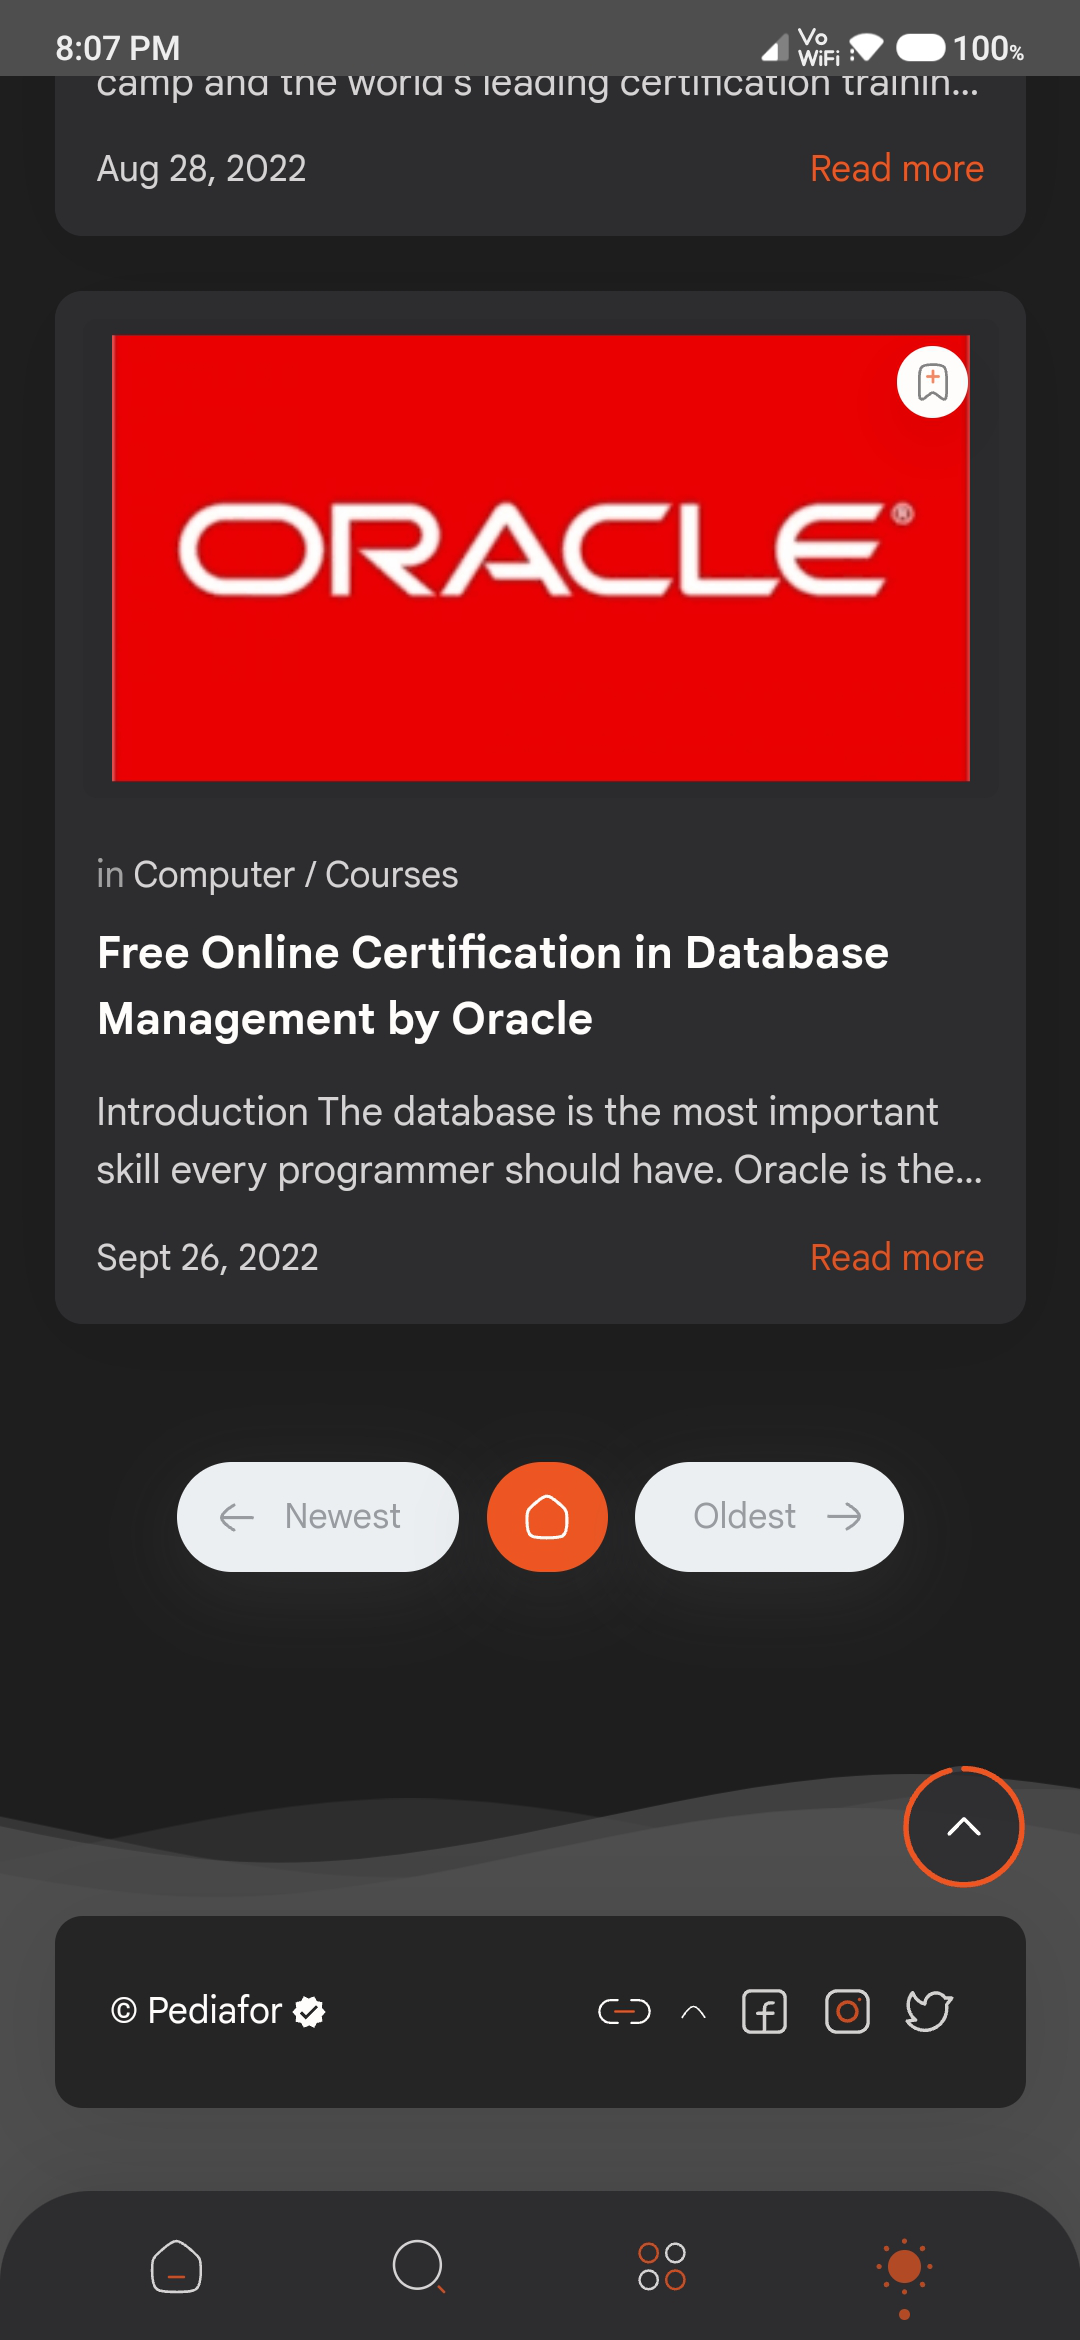 8:07 PM
Vo
WiFi
100%
camp and the world's leading certification trainin...
Aug 28, 2022
Read more
ORACLE®
in Computer / Courses
Free Online Certification in Database
Management by Oracle
Introduction The database is the most important
skill every programmer should have. Oracle is the...
Sept 26, 2022
Read more
Newest
Oldest
© Pediafor